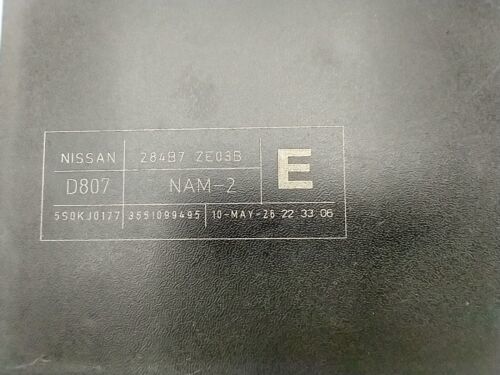 NISSAN 284B7 ZE03B E
D807 NAM-2
5S0KJ0177 3551099495 10-MAY-26 22 33 06